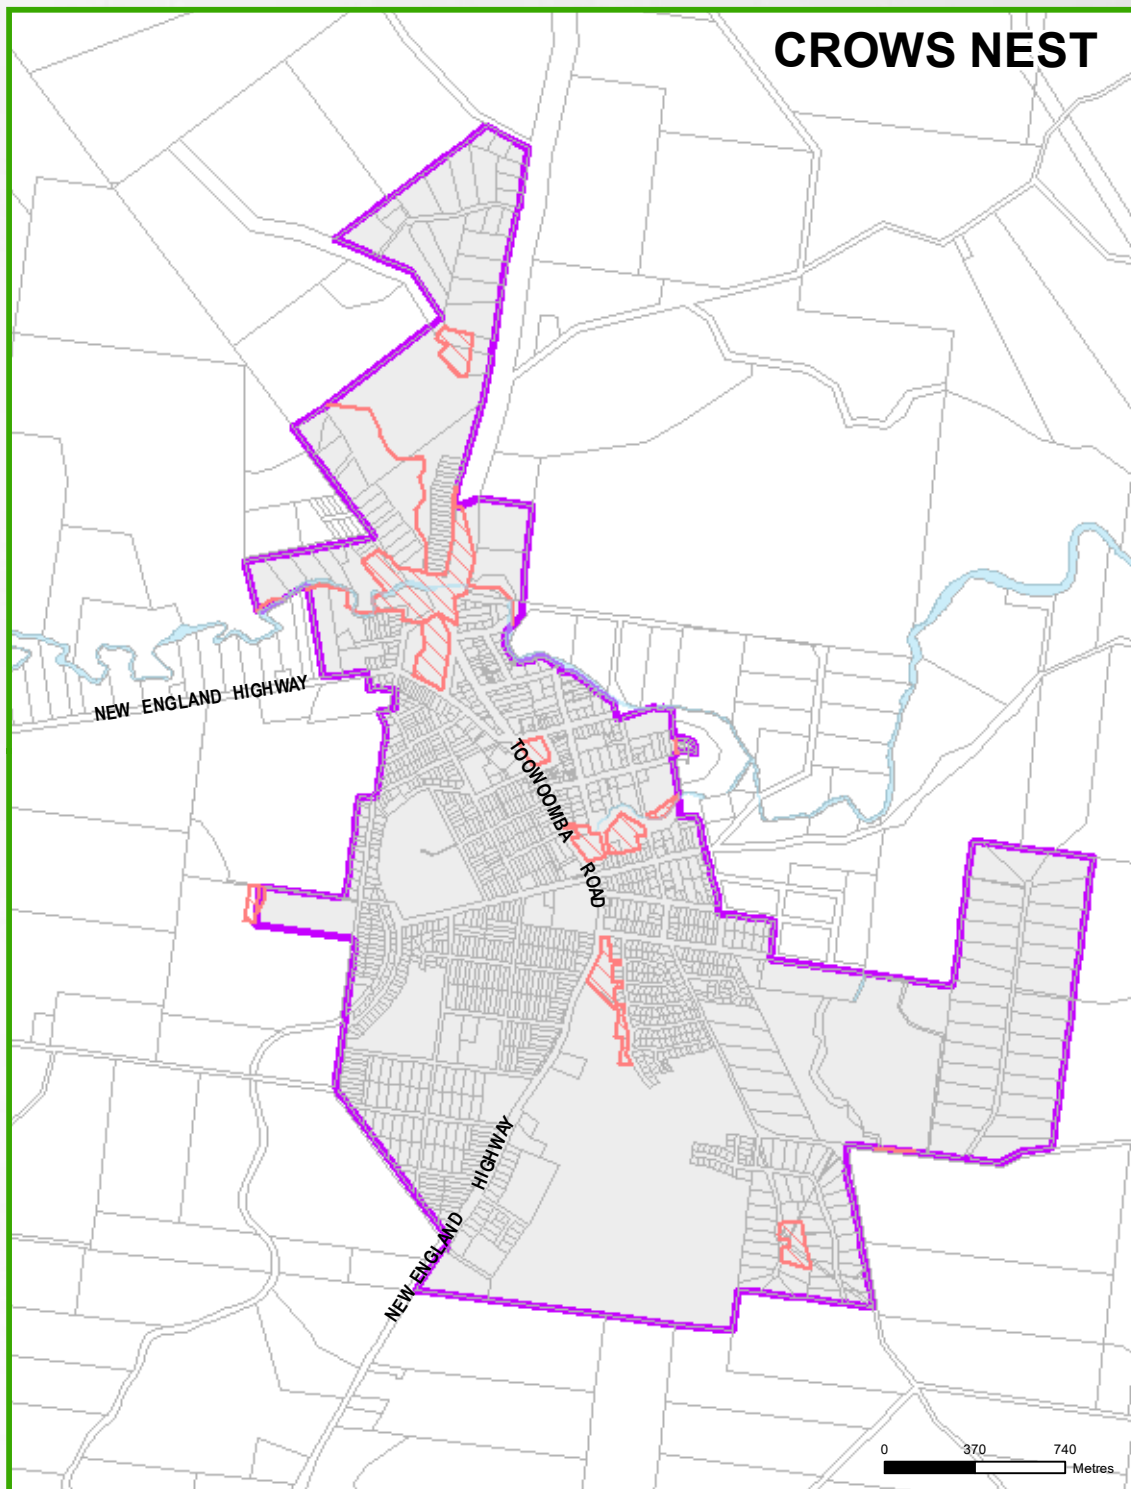 CROWS NEST
NEW ENGLAND HIGHWAY
TOOWOOMBA
ROAD
HIGHWAY
NEW ENGLAND
0 370 740
Metres